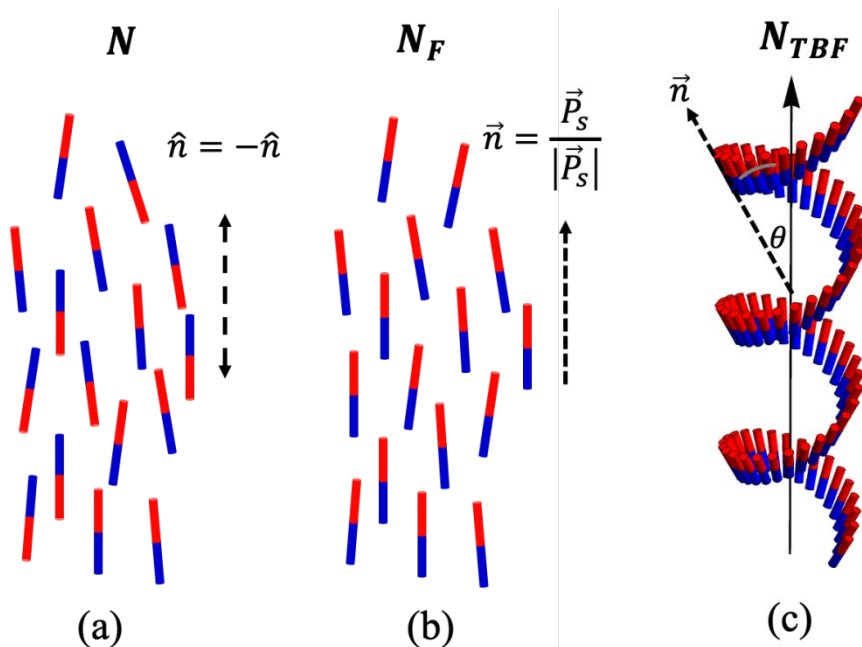 N
n̂ = −n̂
(a)
N_F
n⃗ = P⃗_s / |P⃗_s|
(b)
N_TBF
n⃗
θ
(c)